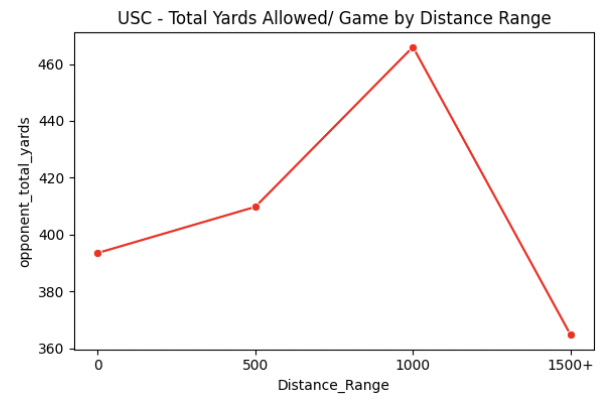 USC - Total Yards Allowed/ Game by Distance Range
opponent_total_yards
460
440
420
400
380
360
0 500 1000 1500+
Distance_Range